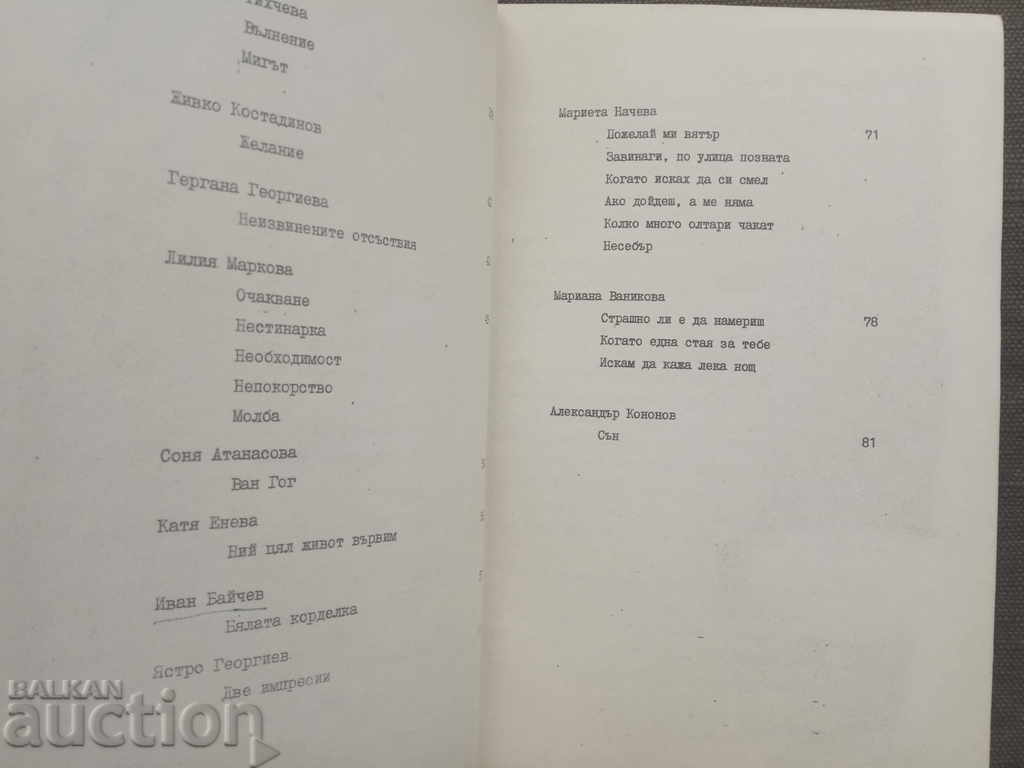 Вълнение
Мигът
Живко Костадинов
Желание
Гергана Георгиева
Неизвинените отсъствия
Лилия Маркова
Очакване
Нестинарка
Необходимост
Непокорство
Молба
Соня Атанасова
Ван Гог
Катя Енева
Ний цял живот вървим
Иван Байчев
Бялата корделка
Ястро Георгиев
Две импресии
Мариета Начева
Пожелай ми вятър 71
Завинаги, по улица позната
Когато исках да си смел
Ако дойдеш, а ме няма
Колко много олтари чакат
Несебър
Мариана Ваникова
Страшно ли е да намериш 78
Когато една стая за тебе
Искам да кажа лека нощ
Александър Кононов
Сън 81
BALKAN
auction